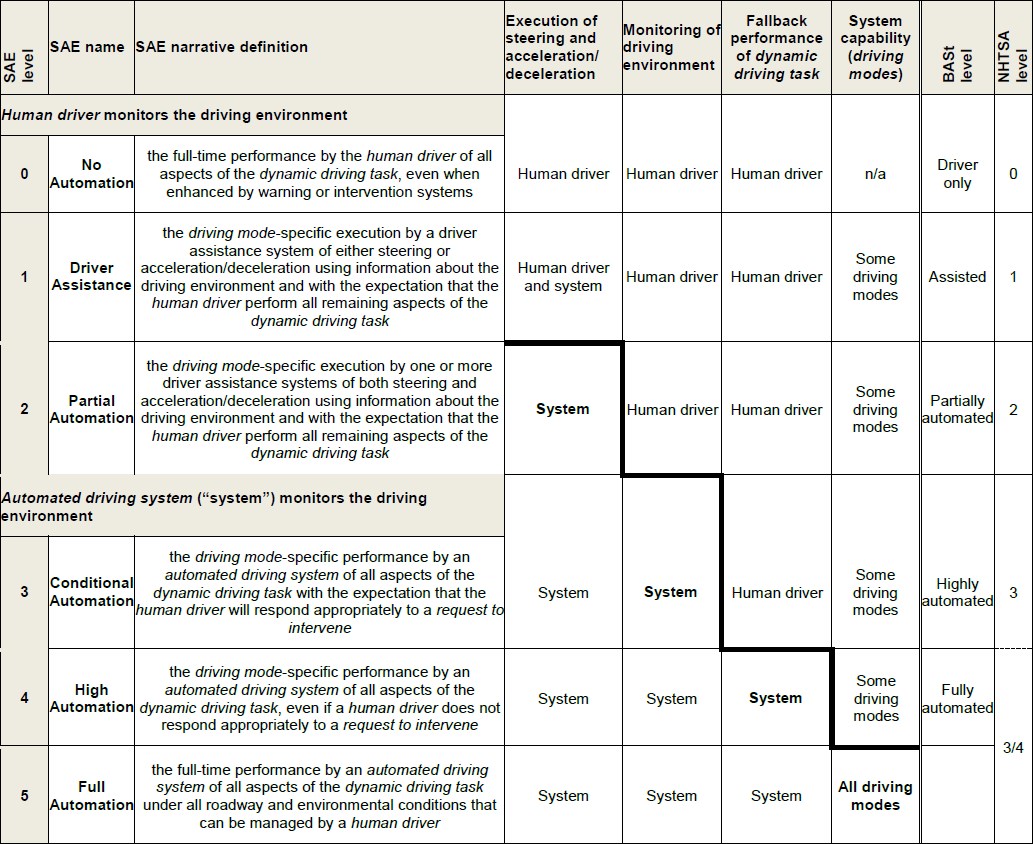 SAE level
SAE name
SAE narrative definition
Execution of
steering and
acceleration/
deceleration
Monitoring of
driving
environment
Fallback
performance
of dynamic
driving task
System
capability
(driving
modes)
BASt
level
NHTSA
level
Human driver monitors the driving environment
0
No
Automation
the full-time performance by the human driver of all
aspects of the dynamic driving task, even when
enhanced by warning or intervention systems
Human driver
Human driver
Human driver
n/a
Driver
only
0
1
Driver
Assistance
the driving mode-specific execution by a driver
assistance system of either steering or
acceleration/deceleration using information about the
driving environment and with the expectation that the
human driver perform all remaining aspects of the
dynamic driving task
Human driver
and system
Human driver
Human driver
Some
driving
modes
Assisted
1
2
Partial
Automation
the driving mode-specific execution by one or more
driver assistance systems of both steering and
acceleration/deceleration using information about the
driving environment and with the expectation that the
human driver perform all remaining aspects of the
dynamic driving task
System
Human driver
Human driver
Some
driving
modes
Partially
automated
2
Automated driving system (“system”) monitors the driving
environment
3
Conditional
Automation
the driving mode-specific performance by an
automated driving system of all aspects of the
dynamic driving task with the expectation that the
human driver will respond appropriately to a request to
intervene
System
System
Human driver
Some
driving
modes
Highly
automated
3
4
High
Automation
the driving mode-specific performance by an
automated driving system of all aspects of the
dynamic driving task, even if a human driver does not
respond appropriately to a request to intervene
System
System
System
Some
driving
modes
Fully
automated
3/4
5
Full
Automation
the full-time performance by an automated driving
system of all aspects of the dynamic driving task
under all roadway and environmental conditions that
can be managed by a human driver
System
System
System
All driving
modes